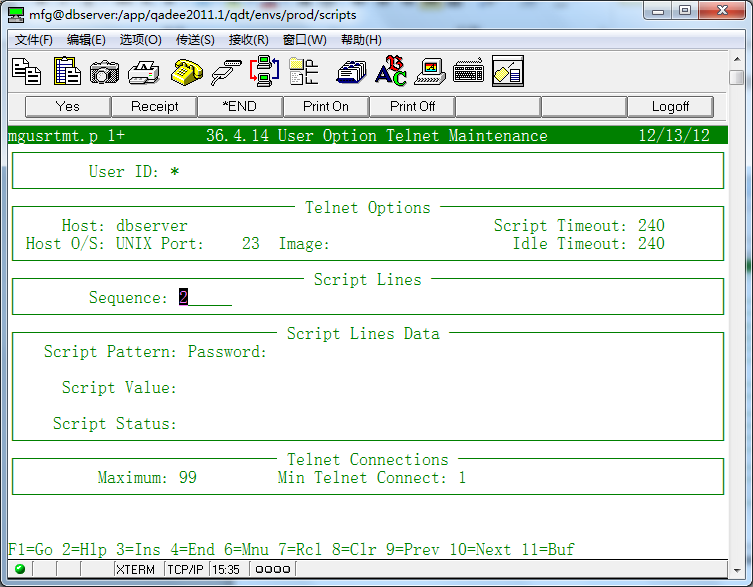 mfg@dbserver:/app/qadee2011.1/qdt/envs/prod/scripts
文件(F) 编辑(E) 选项(O) 传送(S) 接收(R) 窗口(W) 帮助(H)
Yes Receipt *END Print On Print Off Logoff
mgusrtmt.p 1+ 36.4.14 User Option Telnet Maintenance 12/13/12
User ID: *
Telnet Options
Host: dbserver Script Timeout: 240
Host O/S: UNIX Port: 23 Image: Idle Timeout: 240
Script Lines
Sequence: 2
Script Lines Data
Script Pattern: Password:
Script Value:
Script Status:
Telnet Connections
Maximum: 99 Min Telnet Connect: 1
F1=Go 2=Hlp 3=Ins 4=End 6=Mnu 7=Rcl 8=Clr 9=Prev 10=Next 11=Buf
XTERM TCP/IP 15:35